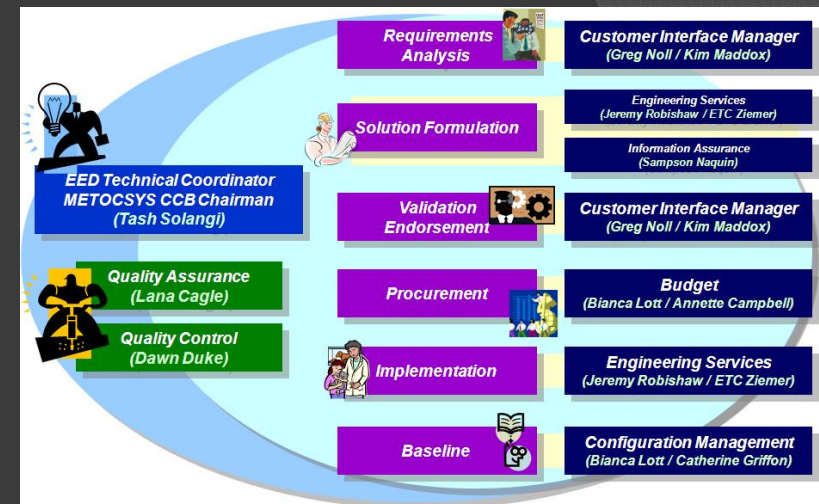 EED Technical Coordinator
METOCSYS CCB Chairman
(Tash Solangi)
Quality Assurance
(Lana Cagle)
Quality Control
(Dawn Duke)
Requirements
Analysis
Customer Interface Manager
(Greg Noll / Kim Maddox)
Solution Formulation
Engineering Services
(Jeremy Robishaw / ETC Ziemer)
Information Assurance
(Sampson Naquin)
Validation
Endorsement
Customer Interface Manager
(Greg Noll / Kim Maddox)
Procurement
Budget
(Bianca Lott / Annette Campbell)
Implementation
Engineering Services
(Jeremy Robishaw / ETC Ziemer)
Baseline
Configuration Management
(Bianca Lott / Catherine Griffon)